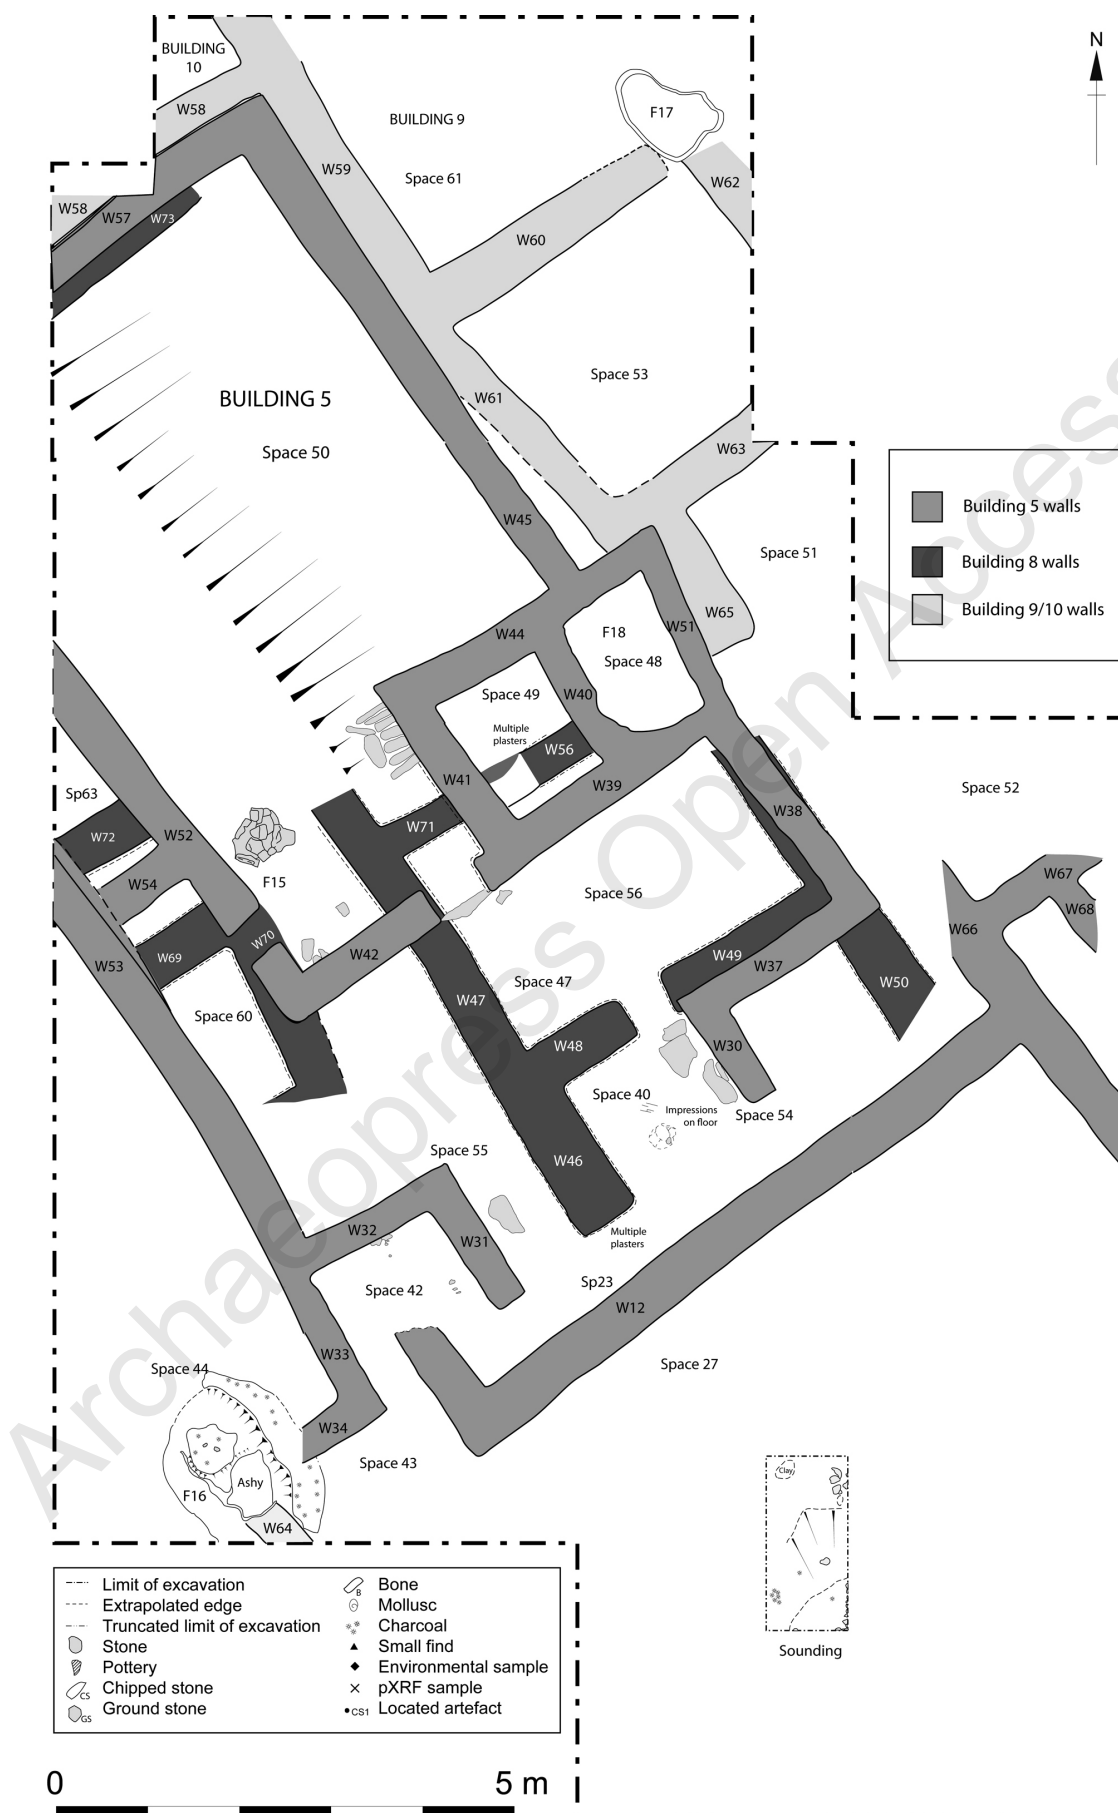 BUILDING
10
N
W58
BUILDING 9
F17
W59
Space 61
W62
W58
W57
W73
W60
Space 53
BUILDING 5
W61
Space 50
W63
W45
Space 51
Building 5 walls
Building 8 walls
Building 9/10 walls
W65
W44
F18
W51
Space 48
Space 49
W40
Multiple
plasters
W56
W41
W39
Space 52
Sp63
W38
W72
W52
W71
W67
F15
W54
Space 56
W68
W70
W66
W42
W49
W69
W53
W37
Space 47
W50
W47
Space 60
W48
W30
Space 40
Impressions
on floor
Space 54
Space 55
W46
W32
W31
Multiple
plasters
Space 42
Sp23
W12
W33
Space 27
Space 44
W34
Space 43
Clay
Ashy
F16
W64
Limit of excavation
Extrapolated edge
Truncated limit of excavation
Stone
Pottery
CS Chipped stone
GS Ground stone
B Bone
Mollusc
Charcoal
Small find
Environmental sample
pXRF sample
CS1 Located artefact
Sounding
0 5 m
Archaeopress Open Access